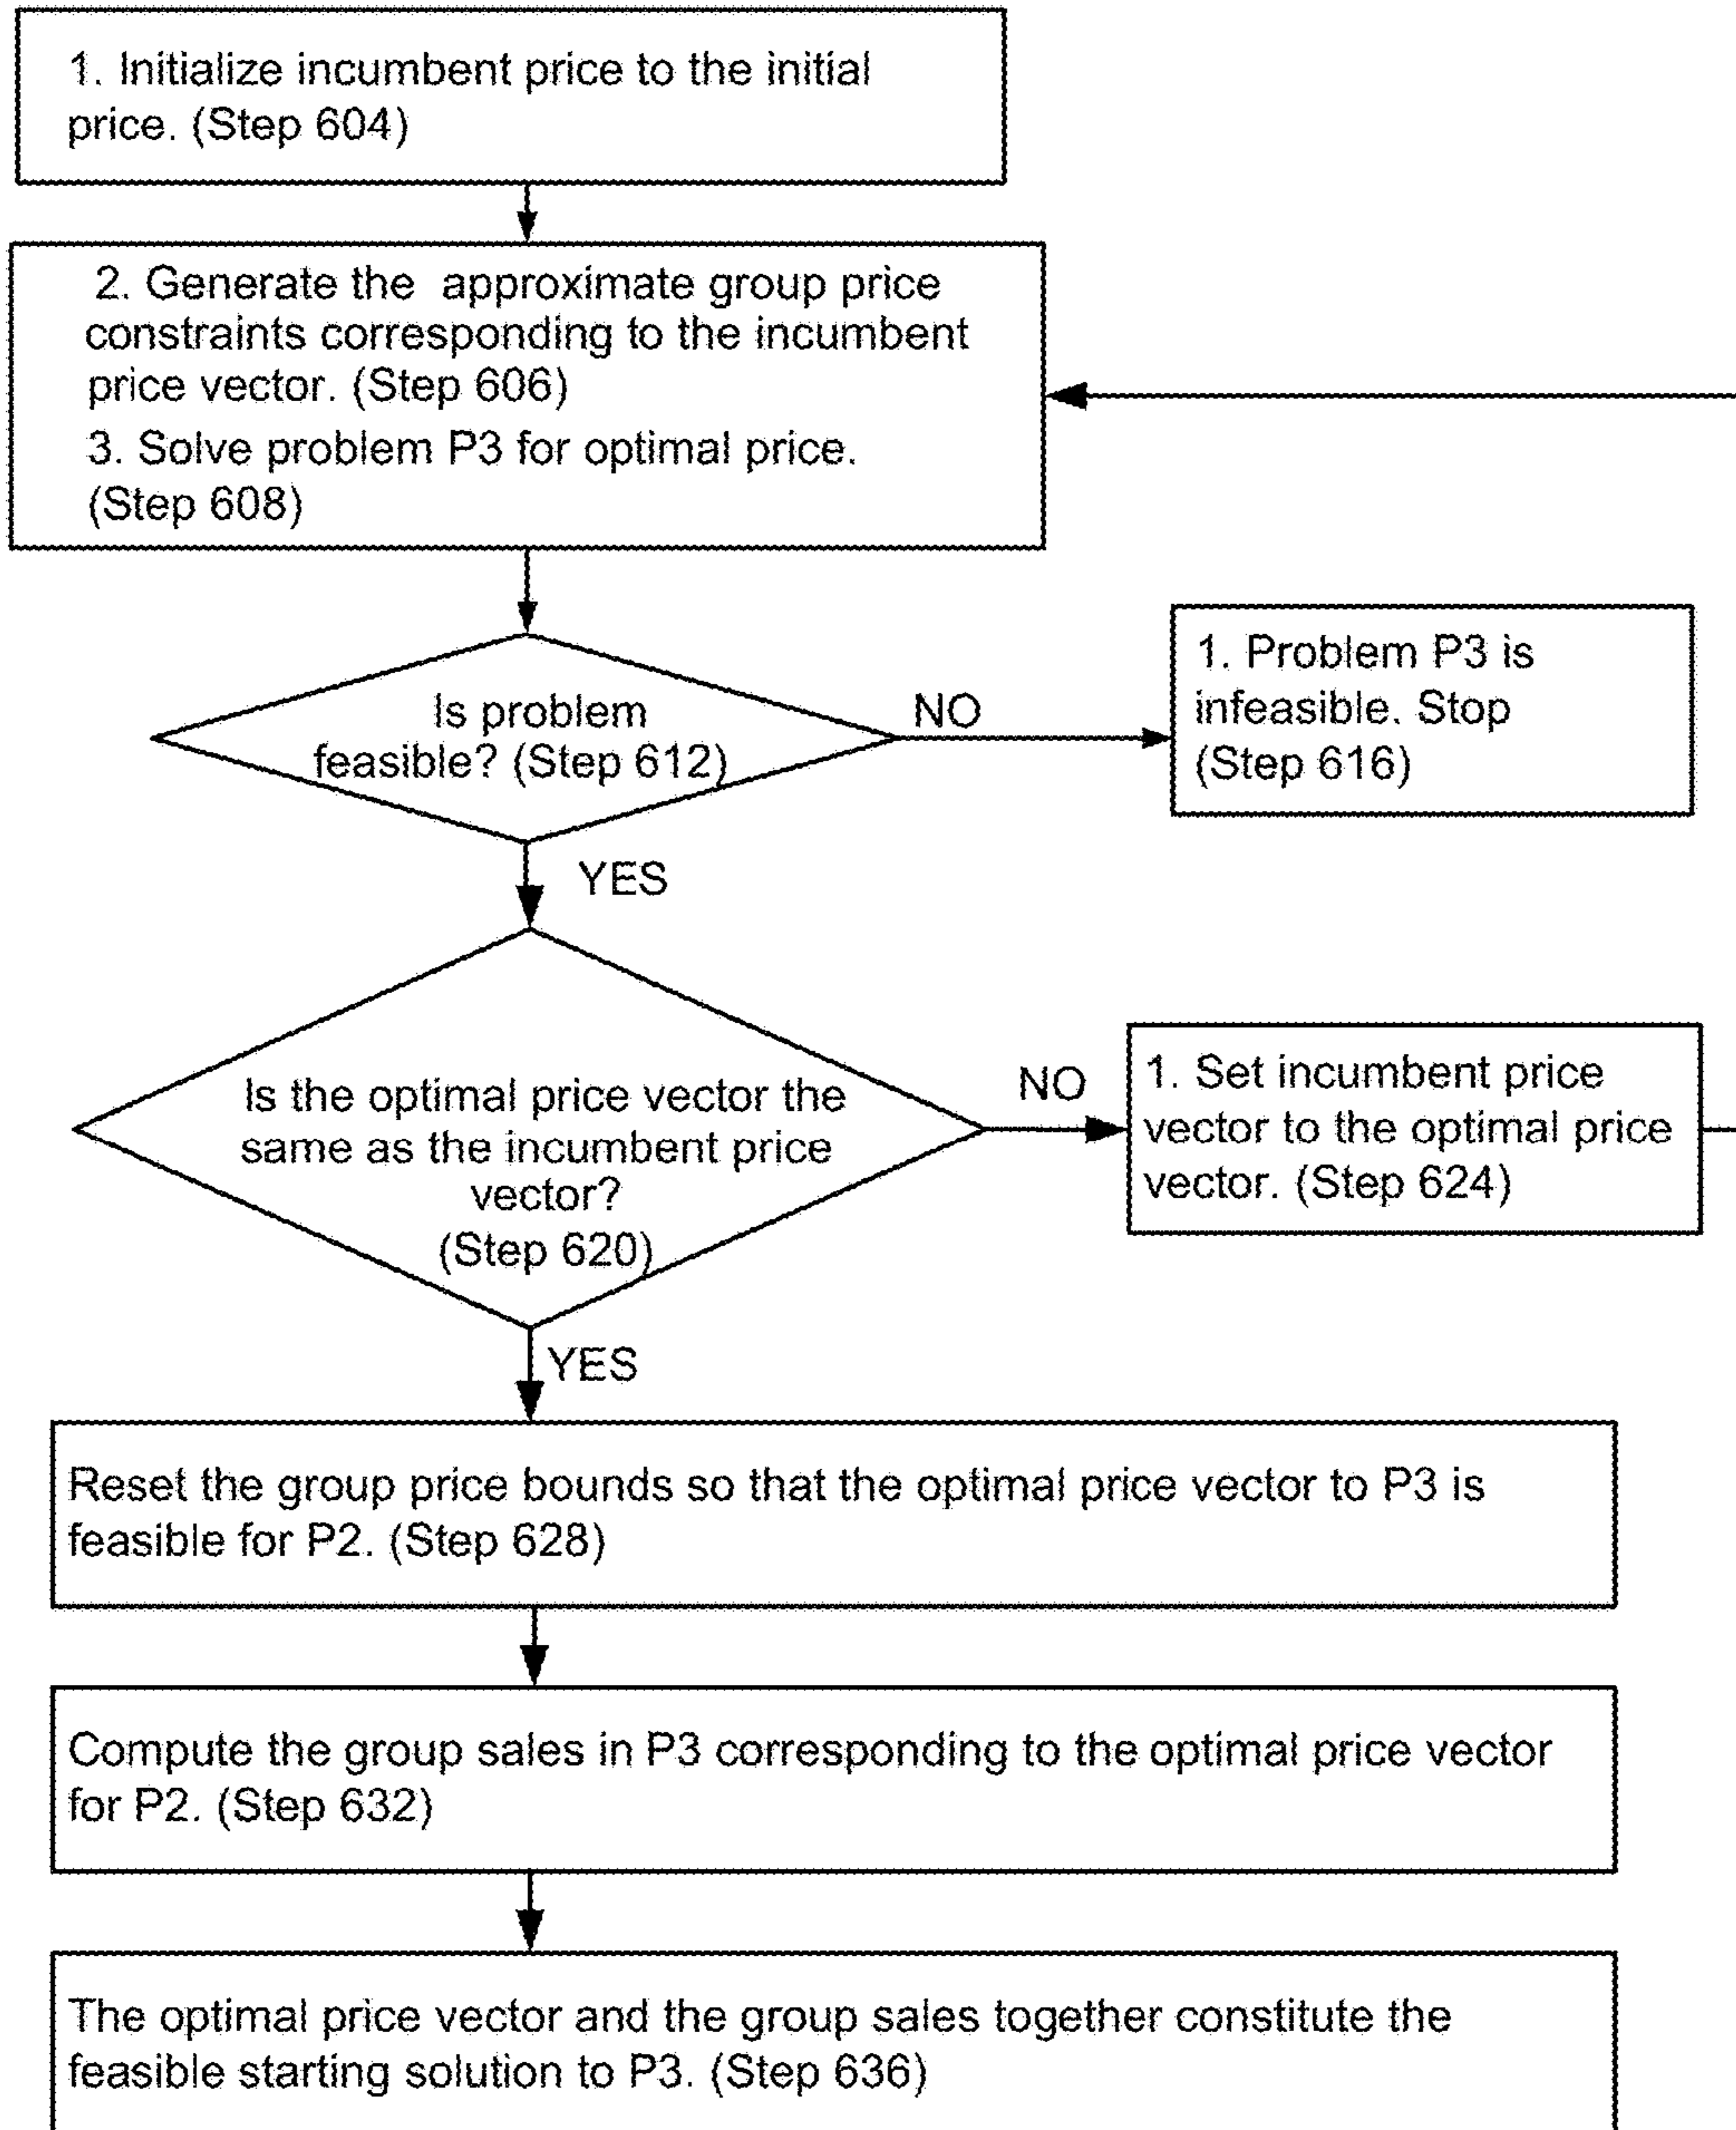 1. Initialize incumbent price to the initial
price. (Step 604)
2. Generate the approximate group price
constraints corresponding to the incumbent
price vector. (Step 606)
3. Solve problem P3 for optimal price.
(Step 608)
Is problem
feasible? (Step 612)
NO
1. Problem P3 is
infeasible. Stop
(Step 616)
YES
Is the optimal price vector the
same as the incumbent price
vector?
(Step 620)
NO
1. Set incumbent price
vector to the optimal price
vector. (Step 624)
YES
Reset the group price bounds so that the optimal price vector to P3 is
feasible for P2. (Step 628)
Compute the group sales in P3 corresponding to the optimal price vector
for P2. (Step 632)
The optimal price vector and the group sales together constitute the
feasible starting solution to P3. (Step 636)